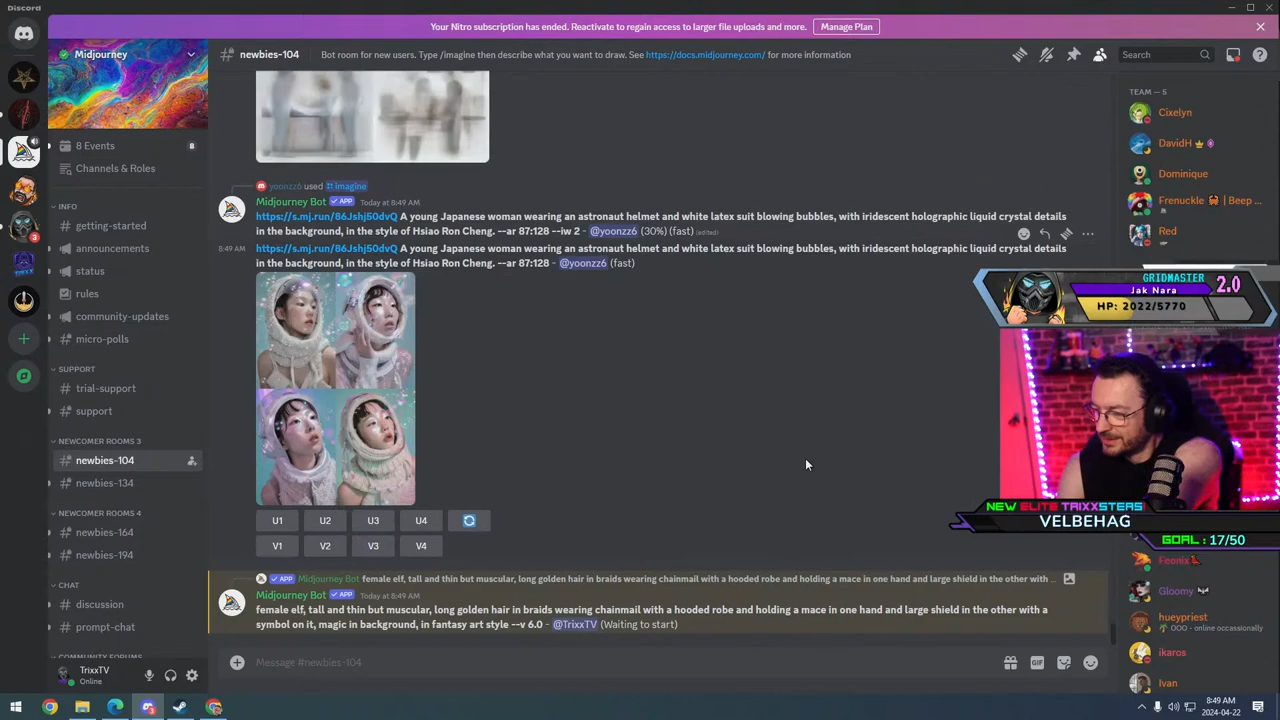 Discord
Your Nitro subscription has ended. Reactivate to regain access to larger file uploads and more.
Manage Plan
Midjourney
newbies-104
Bot room for new users. Type /imagine then describe what you want to draw. See https://docs.midjourney.com/ for more information
Search
8 Events
8
Channels & Roles
INFO
getting-started
announcements
status
rules
community-updates
micro-polls
SUPPORT
trial-support
support
NEWCOMER ROOMS 3
newbies-104
newbies-134
NEWCOMER ROOMS 4
newbies-164
newbies-194
CHAT
discussion
prompt-chat
COMMUNITY FORUMS
TrixxTV
Online
3
yoonzz6 used imagine
Midjourney Bot APP Today at 8:49 AM
https://s.mj.run/86Jshj50dvQ A young Japanese woman wearing an astronaut helmet and white latex suit blowing bubbles, with iridescent holographic liquid crystal details
in the background, in the style of Hsiao Ron Cheng. --ar 87:128 --iw 2 - @yoonzz6 (30%) (fast) (edited)
8:49 AM
https://s.mj.run/86Jshj50dvQ A young Japanese woman wearing an astronaut helmet and white latex suit blowing bubbles, with iridescent holographic liquid crystal details
in the background, in the style of Hsiao Ron Cheng. --ar 87:128 - @yoonzz6 (fast)
U1 U2 U3 U4
V1 V2 V3 V4
APP Midjourney Bot female elf, tall and thin but muscular, long golden hair in braids wearing chainmail with a hooded robe and holding a mace in one hand and large shield in the other with ...
Midjourney Bot APP Today at 8:49 AM
female elf, tall and thin but muscular, long golden hair in braids wearing chainmail with a hooded robe and holding a mace in one hand and large shield in the other with a
symbol on it, magic in background, in fantasy art style --v 6.0 - @TrixxTV (Waiting to start)
Message #newbies-104
GIF
TEAM — 5
Cixelyn
DavidH
Dominique
Frenuckle | Beep ...
Red
GRIDMASTER
Jak Nara
2.0
HP: 2022/5770
NEW ELITE TRIXXSTERS!
VELBEHAG
GOAL: 17/50
Feonix
Gloomy
hueypriest
OOO - online occassionally
ikaros
Ivan
3
8:49 AM
2024-04-22